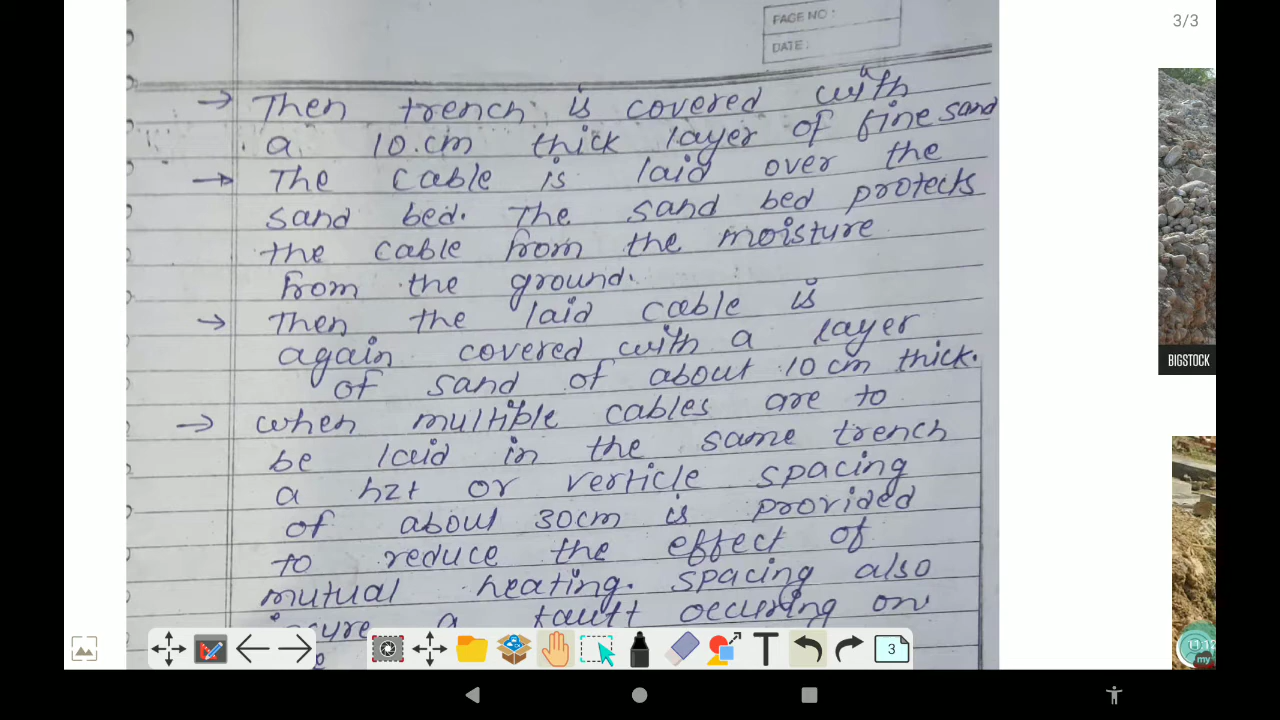 3/3
PAGE NO :
DATE :
→ Then trench is covered with
a 10.cm thick layer of fine sand
→ The cable is laid over the
sand bed. The sand bed protects
the cable from the moisture
from the ground.
→ Then the laid cable is
again covered with a layer
of sand of about 10 cm thick.
→ when multiple cables are to
be laid in the same trench
a hzt or verticle spacing
of about 30cm is provided
to reduce the effect of
mutual heating. spacing also
a fault occuring on
BIGSTOCK
T
3
my